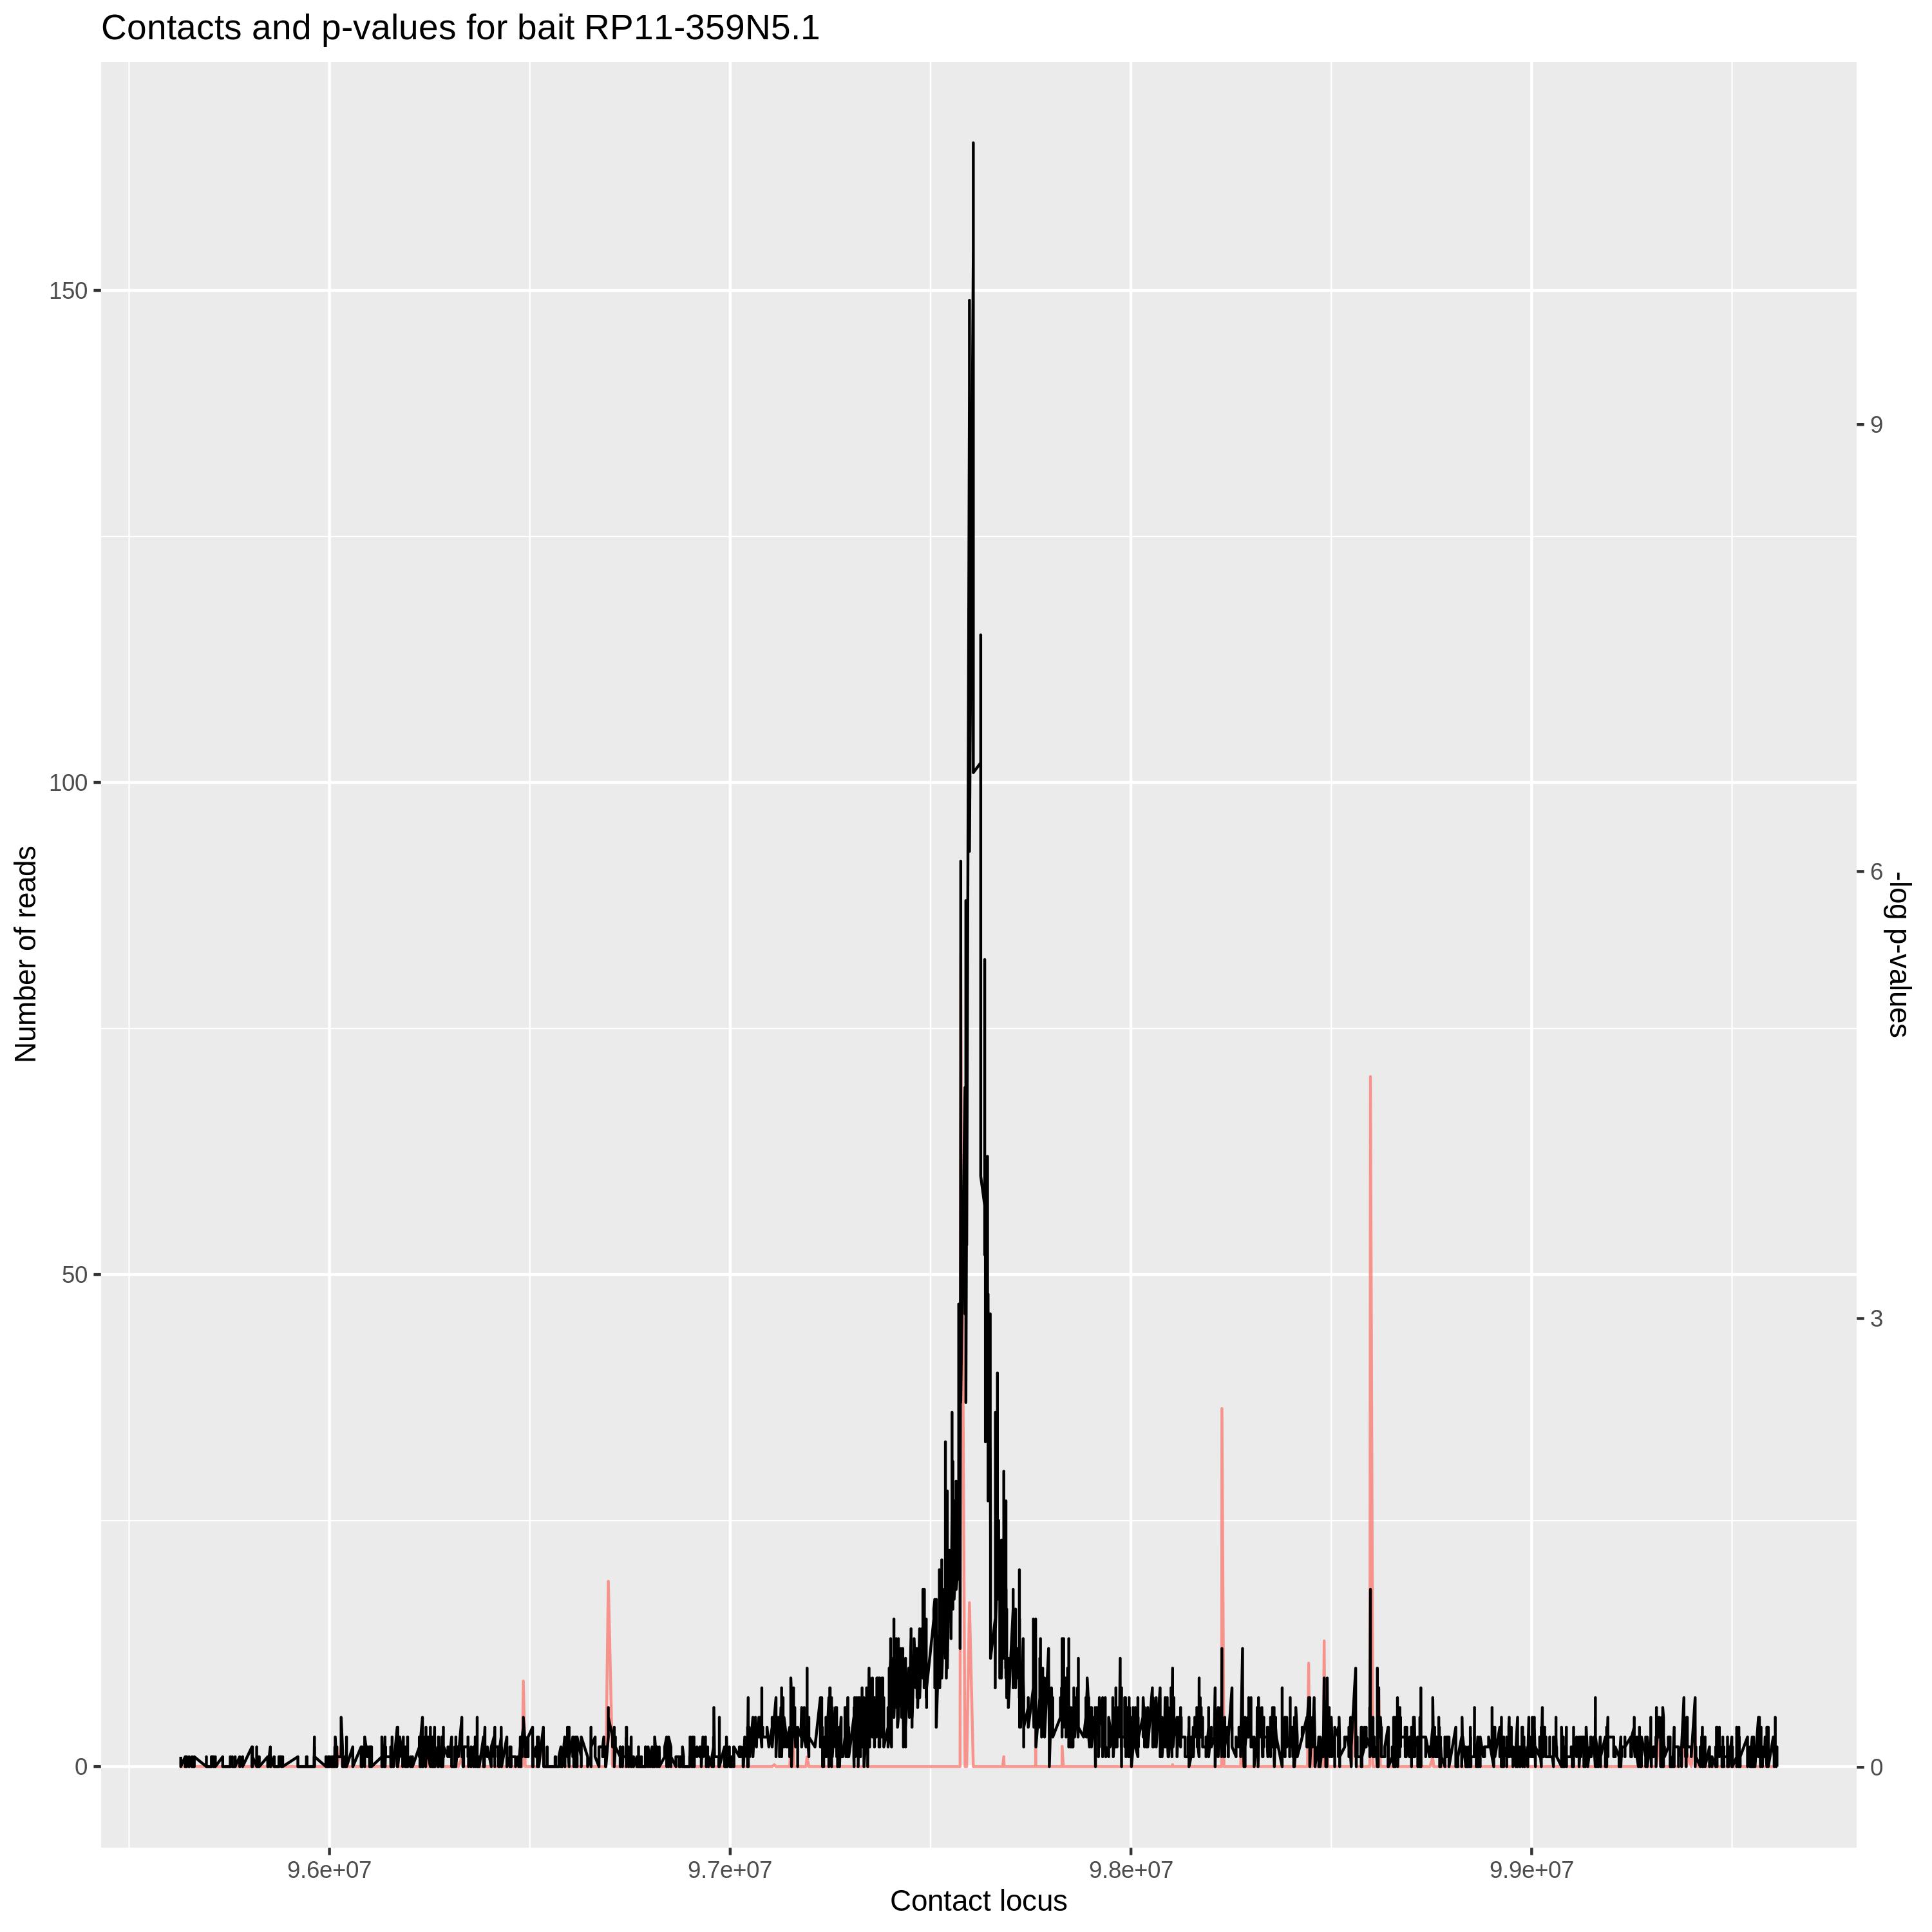 Contacts and p-values for bait RP11-359N5.1
150
100
50
0
Number of reads
9
6
3
0
-log p-values
9.6e+07 9.7e+07 9.8e+07 9.9e+07
Contact locus